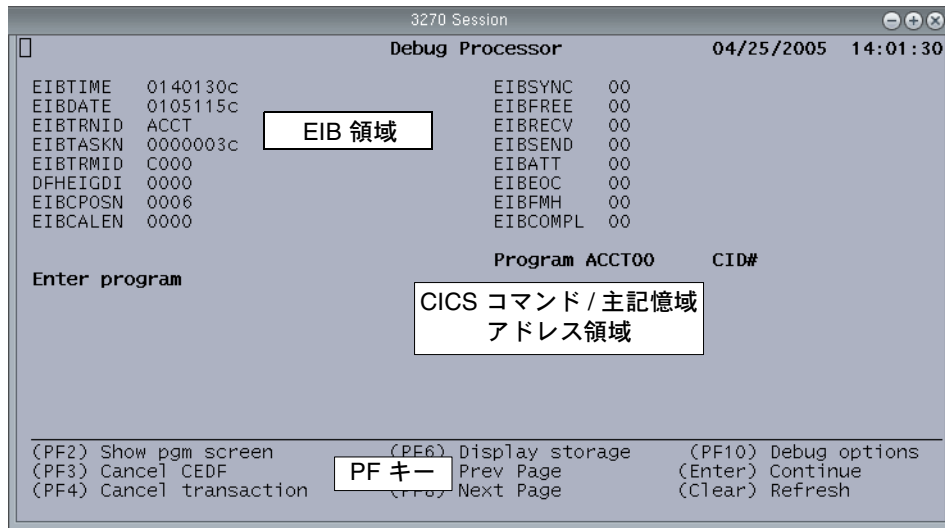 3270 Session
Debug Processor 04/25/2005 14:01:30
EIBTIME 0140130c EIBSYNC 00
EIBDATE 0105115c EIBFREE 00
EIBTRNID ACCT EIBRECV 00
EIB 領域
EIBTASKN 0000003c EIBSEND 00
EIBTRMID C000 EIBATT 00
DFHEIGDI 0000 EIBEOC 00
EIBCPOSN 0006 EIBFMH 00
EIBCALEN 0000 EIBCOMPL 00
Program ACCT00 CID#
Enter program
CICS コマンド / 主記憶域
アドレス領域
(PF2) Show pgm screen (PF6) Display storage (PF10) Debug options
(PF3) Cancel CEDF Prev Page (Enter) Continue
PF キー
(PF4) Cancel transaction Next Page (Clear) Refresh